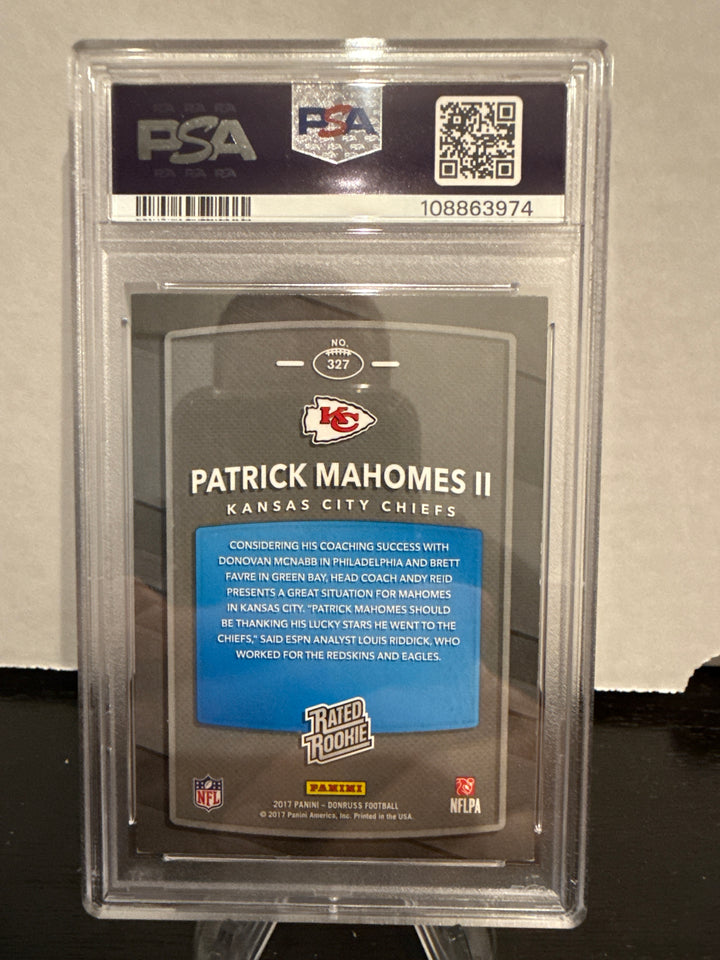 PSA
PSA
108863974
NO.
327
KC
PATRICK MAHOMES II
KANSAS CITY CHIEFS
CONSIDERING HIS COACHING SUCCESS WITH
DONOVAN MCNABB IN PHILADELPHIA AND BRETT
FAVRE IN GREEN BAY, HEAD COACH ANDY REID
PRESENTS A GREAT SITUATION FOR MAHOMES
IN KANSAS CITY. "PATRICK MAHOMES SHOULD
BE THANKING HIS LUCKY STARS HE WENT TO THE
CHIEFS," SAID ESPN ANALYST LOUIS RIDDICK, WHO
WORKED FOR THE REDSKINS AND EAGLES.
RATED
ROOKIE
NFL
PANINI
NFLPA
2017 PANINI – DONRUSS FOOTBALL
© 2017 Panini America, Inc. Printed in the USA.